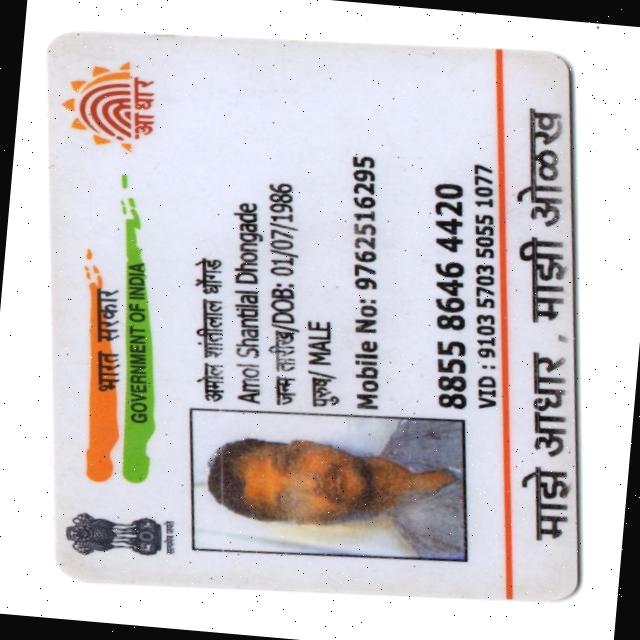 भारत सरकार
GOVERNMENT OF INDIA
सत्यमेव जयते
आधार
अमोल शांतीलाल धोंगडे
Amol Shantilal Dhongade
जन्म तारीख/DOB: 01/07/1986
पुरुष/ MALE
Mobile No: 9762516295
8855 8646 4420
VID : 9103 5703 5055 1077
माझे आधार, माझी ओळख